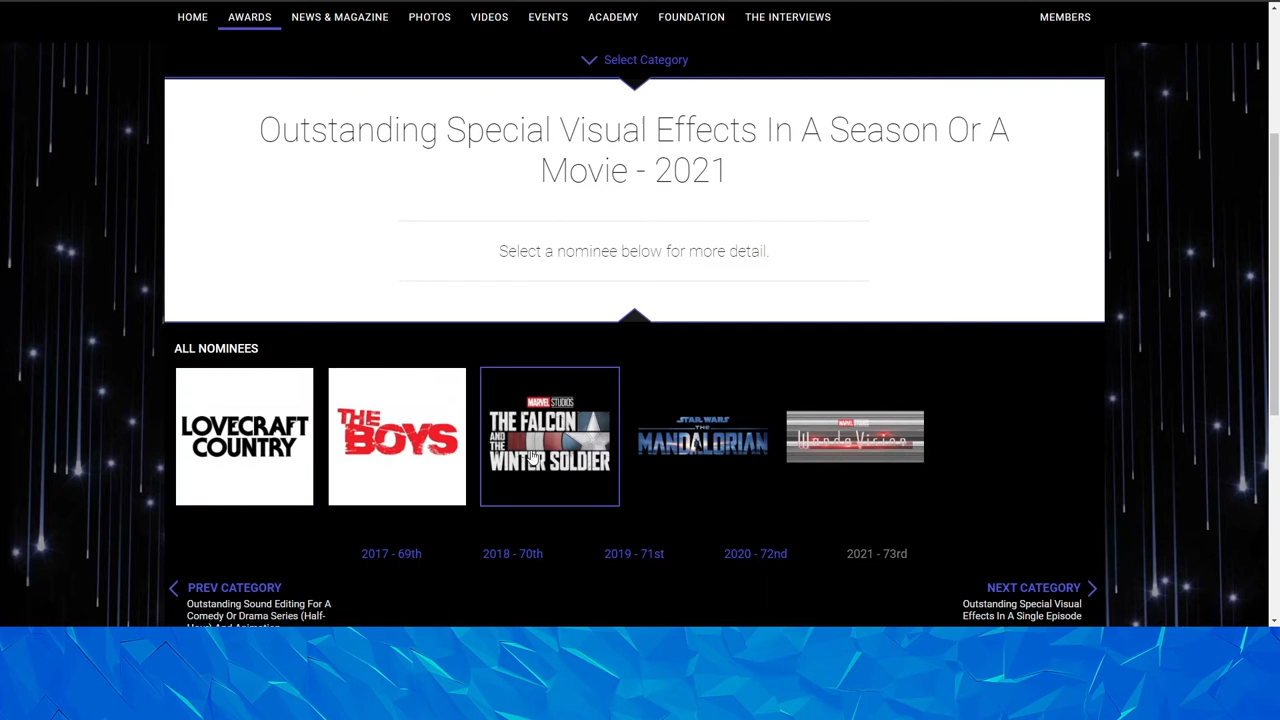 HOME AWARDS NEWS & MAGAZINE PHOTOS VIDEOS EVENTS ACADEMY FOUNDATION THE INTERVIEWS MEMBERS
Select Category
Outstanding Special Visual Effects In A Season Or A
Movie - 2021
Select a nominee below for more detail.
ALL NOMINEES
LOVECRAFT
COUNTRY
THE
BOYS
MARVEL STUDIOS
THE FALCON
AND THE
WINTER SOLDIER
STAR WARS
THE
MANDALORIAN
MARVEL STUDIOS
WandaVision
2017 - 69th 2018 - 70th 2019 - 71st 2020 - 72nd 2021 - 73rd
PREV CATEGORY NEXT CATEGORY
Outstanding Sound Editing For A Outstanding Special Visual
Comedy Or Drama Series (Half- Effects In A Single Episode
Hour) And Animation